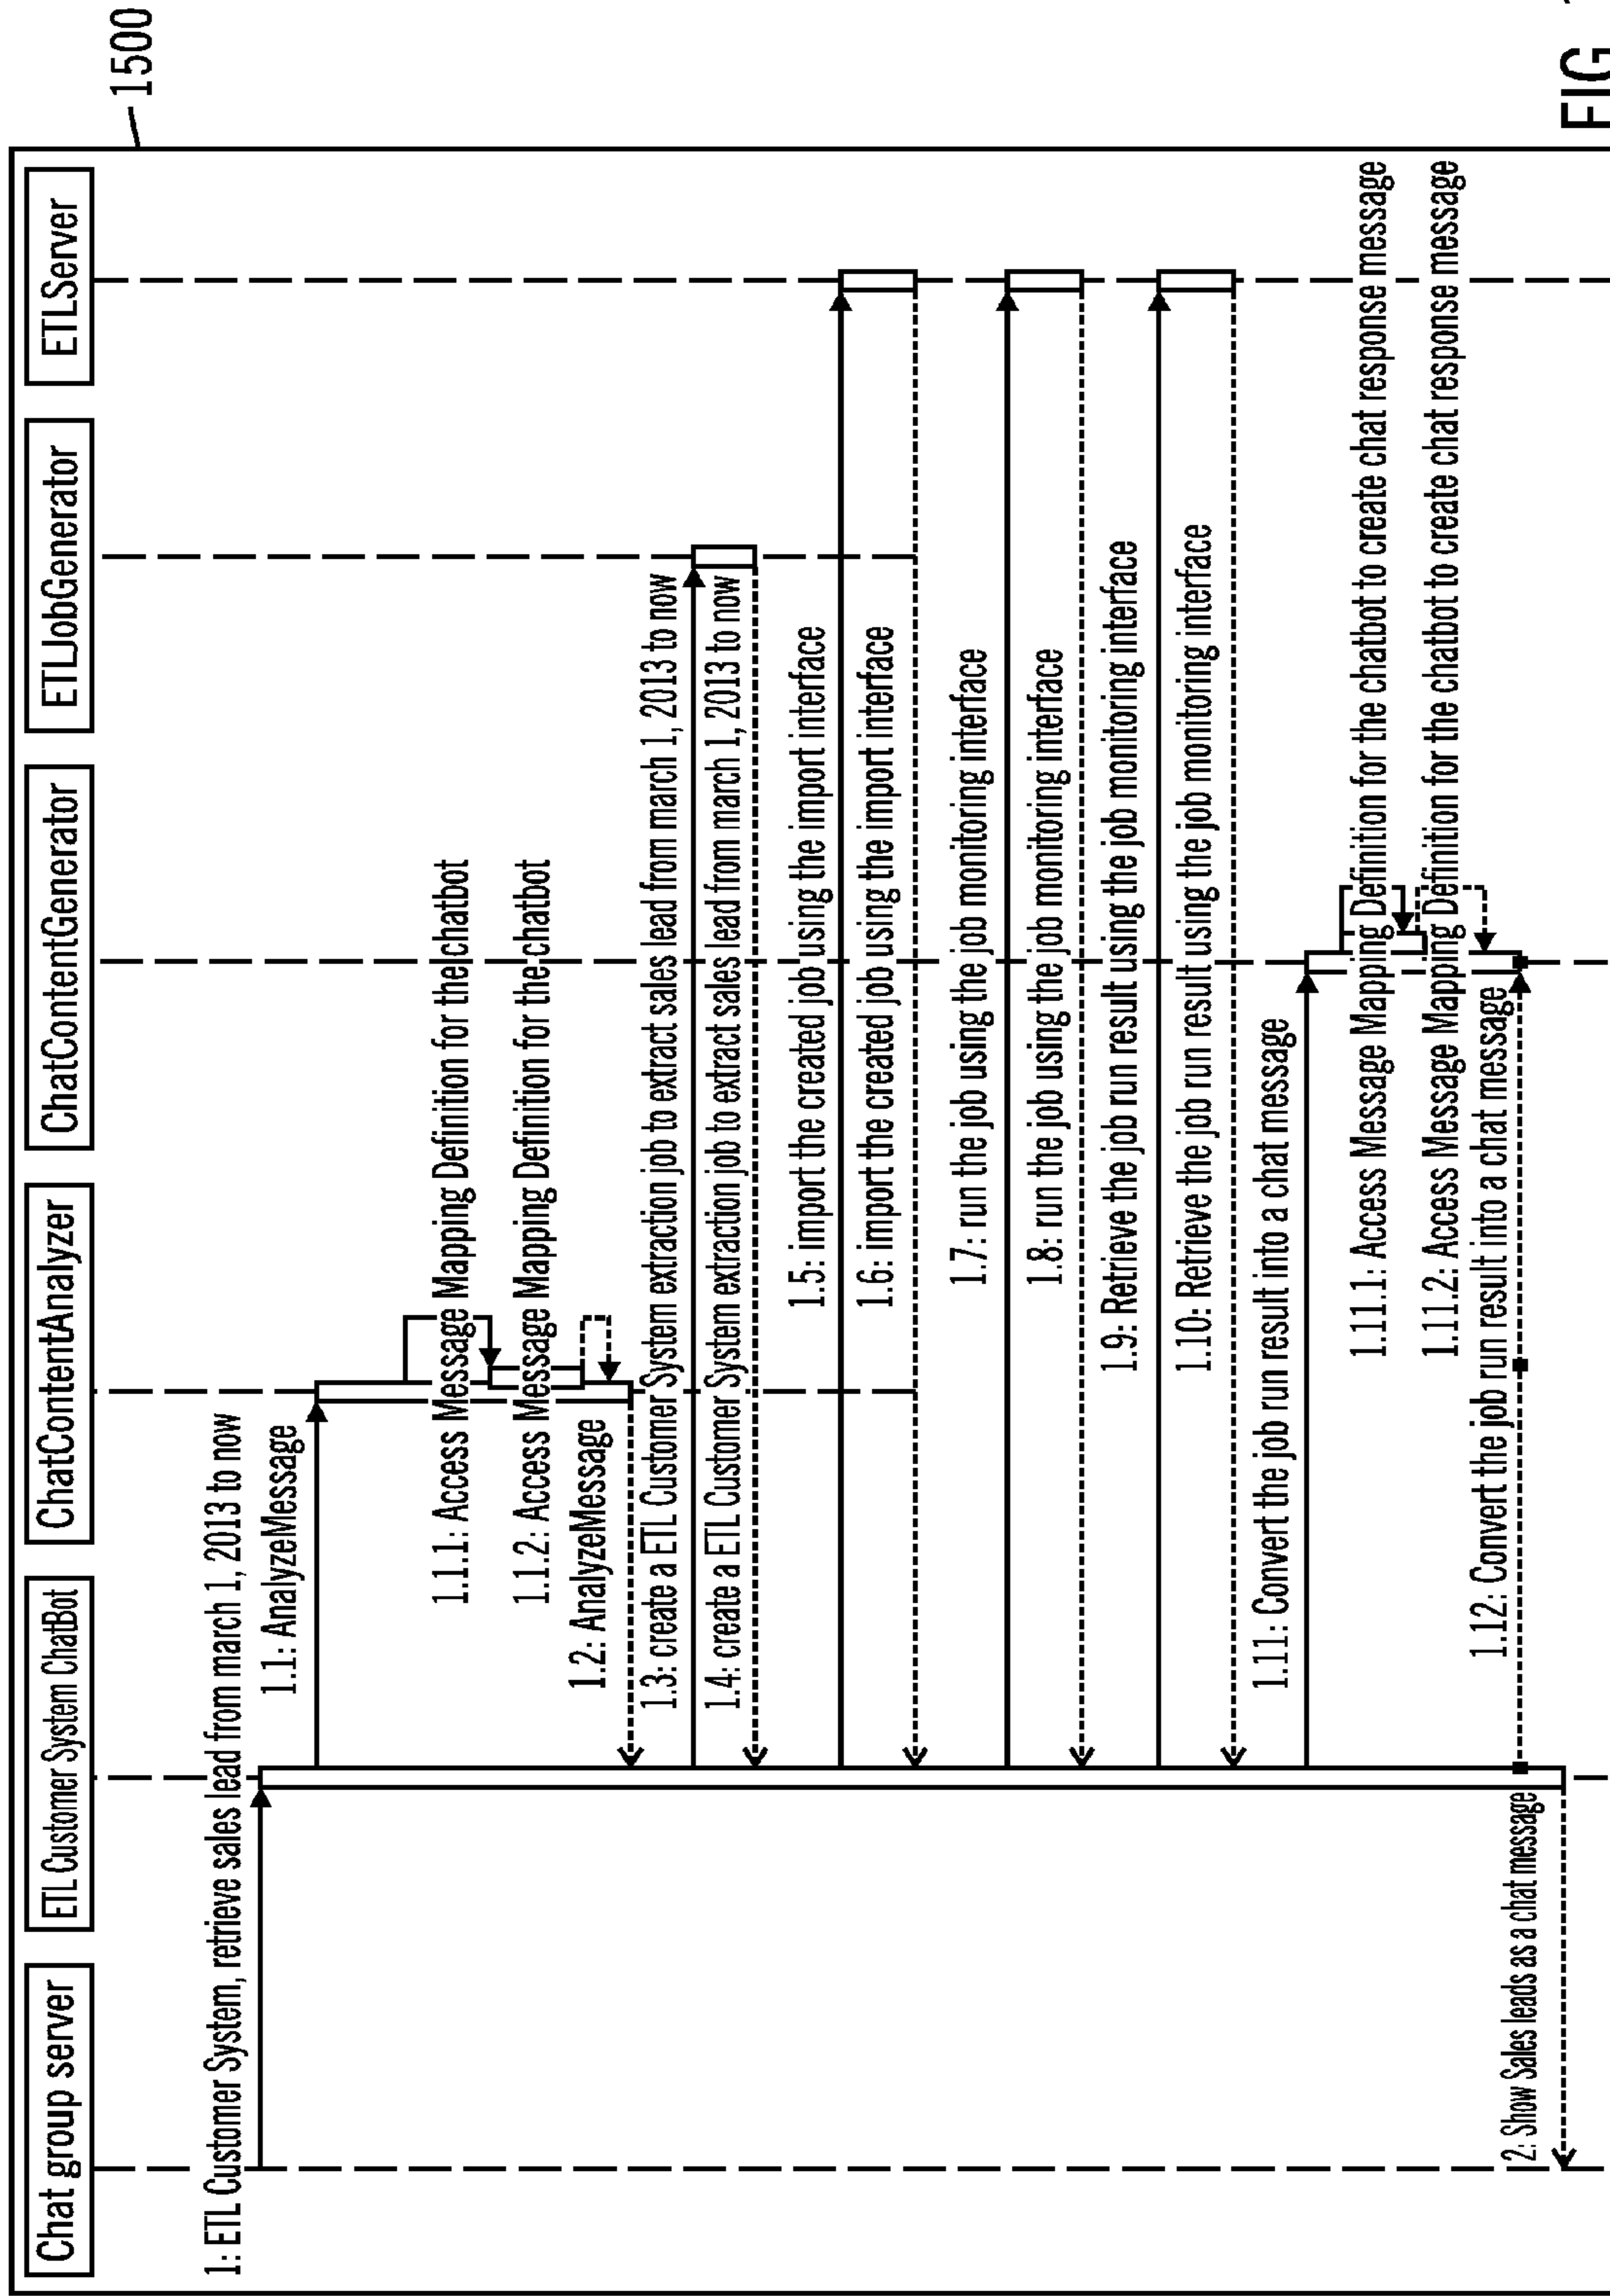 1500
Chat group server
ETL Customer System ChatBot
ChatContentAnalyzer
ChatContentGenerator
ETLJobGenerator
ETLServer
1: ETL Customer System, retrieve sales lead from march 1, 2013 to now
1.1: AnalyzeMessage
1.1.1: Access Message Mapping Definition for the chatbot
1.1.2: Access Message Mapping Definition for the chatbot
1.2: AnalyzeMessage
1.3: create a ETL Customer System extraction job to extract sales lead from march 1, 2013 to now
1.4: create a ETL Customer System extraction job to extract sales lead from march 1, 2013 to now
1.5: import the created job using the import interface
1.6: import the created job using the import interface
1.7: run the job using the job monitoring interface
1.8: run the job using the job monitoring interface
1.9: Retrieve the job run result using the job monitoring interface
1.10: Retrieve the job run result using the job monitoring interface
1.11: Convert the job run result into a chat message
1.11.1: Access Message Mapping Definition for the chatbot to create chat response message
1.11.2: Access Message Mapping Definition for the chatbot to create chat response message
1.12: Convert the job run result into a chat message
2: Show Sales leads as a chat message
FIG